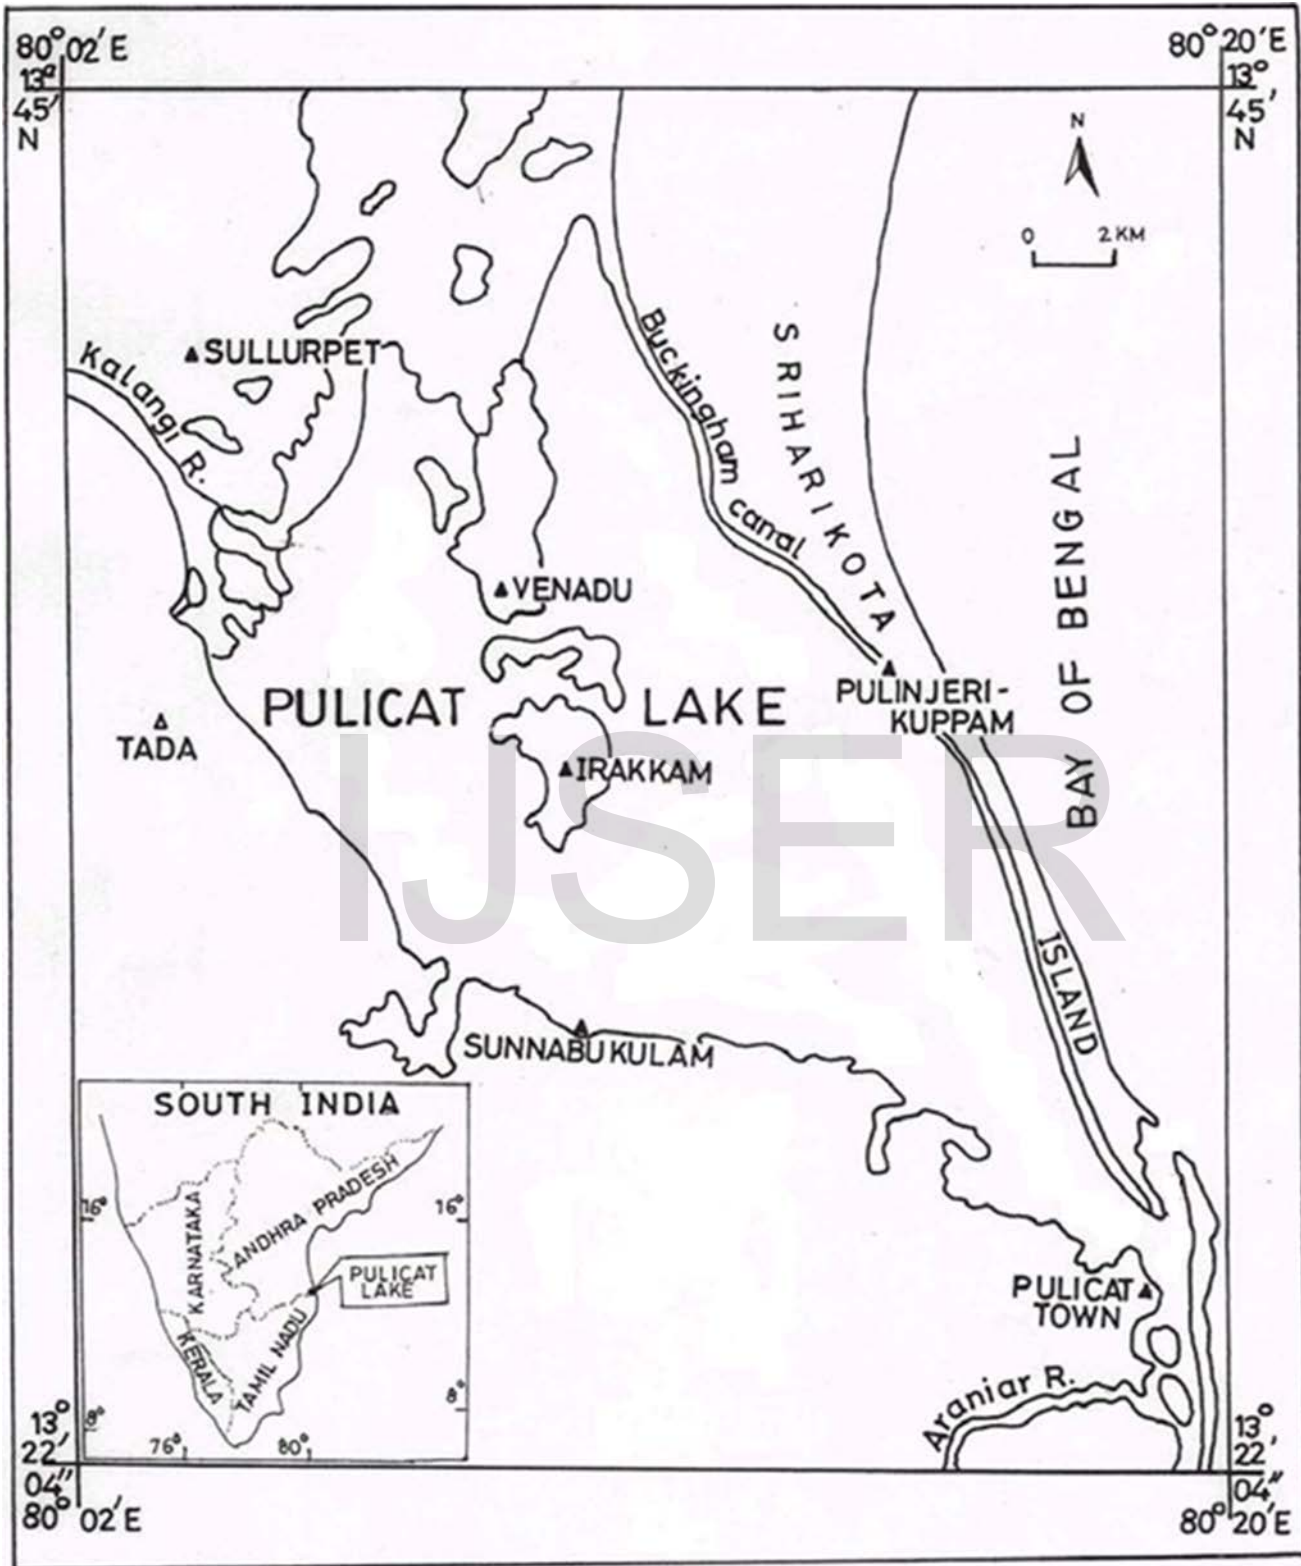 80°02'E
80°20'E
13°
45'
N
13°
45'
N
N
0 2 KM
Kalangi R.
SULLURPET
Buckingham canal
SRIHARIKOTA
BAY OF BENGAL
VENADU
PULICAT LAKE
PULINJERI-
KUPPAM
TADA
IRAKKAM
IJSER
ISLAND
SUNNABUKULAM
SOUTH INDIA
16°
16°
KARNATAKA
ANDHRA PRADESH
PULICAT
LAKE
KERALA
TAMIL NADU
8°
8°
76°
80°
PULICAT
TOWN
Araniar R.
13°
22'
04"
80°02'E
13°
22'
04"
80°20'E